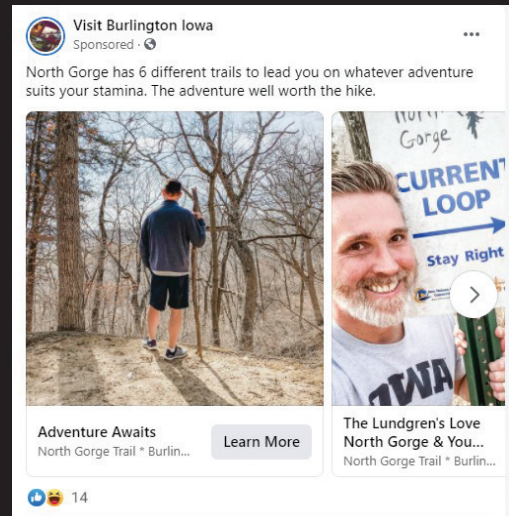 Visit Burlington Iowa
Sponsored ·
North Gorge has 6 different trails to lead you on whatever adventure
suits your stamina. The adventure well worth the hike.
Gorge
CURRENT
LOOP
Stay Right
Adventure Awaits
North Gorge Trail * Burlin...
Learn More
The Lundgren's Love
North Gorge & You...
North Gorge Trail * Burlin...
14